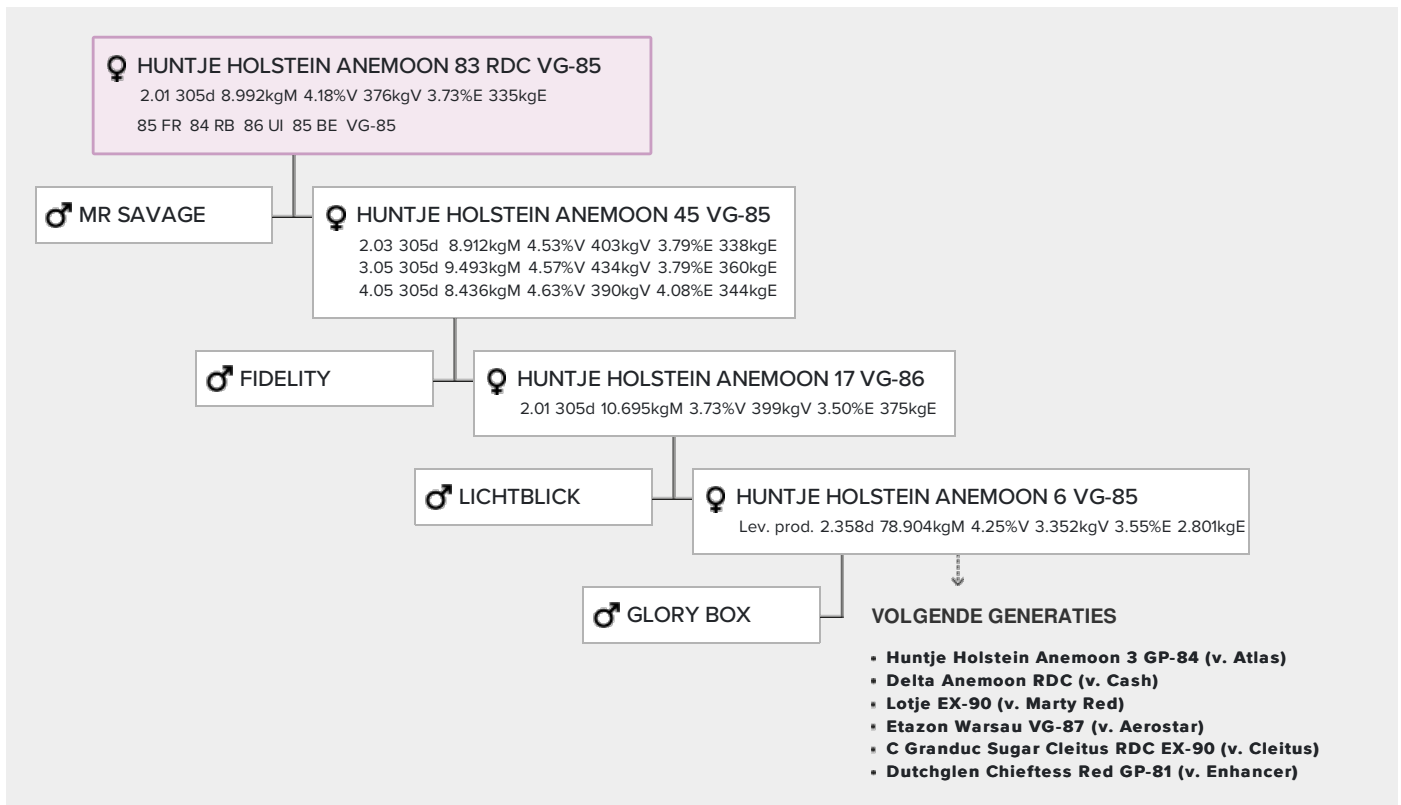 HUNTJE HOLSTEIN ANEMOON 83 RDC VG-85
2.01 305d 8.992kgM 4.18%V 376kgV 3.73%E 335kgE
85 FR 84 RB 86 UI 85 BE VG-85
MR SAVAGE
HUNTJE HOLSTEIN ANEMOON 45 VG-85
2.03 305d 8.912kgM 4.53%V 403kgV 3.79%E 338kgE
3.05 305d 9.493kgM 4.57%V 434kgV 3.79%E 360kgE
4.05 305d 8.436kgM 4.63%V 390kgV 4.08%E 344kgE
FIDELITY
HUNTJE HOLSTEIN ANEMOON 17 VG-86
2.01 305d 10.695kgM 3.73%V 399kgV 3.50%E 375kgE
LICHTBLICK
HUNTJE HOLSTEIN ANEMOON 6 VG-85
Lev. prod. 2.358d 78.904kgM 4.25%V 3.352kgV 3.55%E 2.801kgE
GLORY BOX
VOLGENDE GENERATIES
▪ Huntje Holstein Anemoon 3 GP-84 (v. Atlas)
▪ Delta Anemoon RDC (v. Cash)
▪ Lotje EX-90 (v. Marty Red)
▪ Etazon Warsau VG-87 (v. Aerostar)
▪ C Granduc Sugar Cleitus RDC EX-90 (v. Cleitus)
▪ Dutchglen Chieftess Red GP-81 (v. Enhancer)